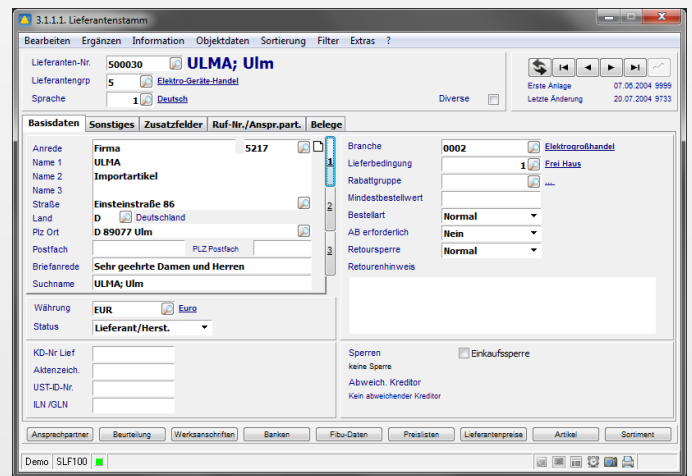 3.1.1.1. Lieferantenstamm
Bearbeiten Ergänzen Information Objektdaten Sortierung Filter Extras ?
Lieferanten-Nr. 500030 ULMA; Ulm
Lieferantengrp 5 Elektro-Geräte-Handel
Sprache 1 Deutsch Diverse
Erste Anlage 07.06.2004 9999
Letzte Änderung 20.07.2004 9733
Basisdaten Sonstiges Zusatzfelder Ruf-Nr./Anspr.part. Belege
Anrede Firma 5217
Name 1 ULMA
Name 2 Importartikel
Name 3
Straße Einsteinstraße 86
Land D Deutschland
Plz Ort D 89077 Ulm
Postfach PLZ Postfach
Briefanrede Sehr geehrte Damen und Herren
Suchname ULMA; Ulm
1
2
3
Branche 0002 Elektrogroßhandel
Lieferbedingung 1 Frei Haus
Rabattgruppe ...
Mindestbestellwert
Bestellart Normal
AB erforderlich Nein
Retoursperre Normal
Retourenhinweis
Währung EUR Euro
Status Lieferant/Herst.
KD-Nr Lief
Aktenzeich.
UST-ID-Nr.
ILN /GLN
Sperren Einkaufssperre
keine Sperre
Abweich. Kreditor
Kein abweichender Kreditor
Ansprechpartner Beurteilung Werksanschriften Banken Fibu-Daten Preislisten Lieferantenpreise Artikel Sortiment
Demo SLF100